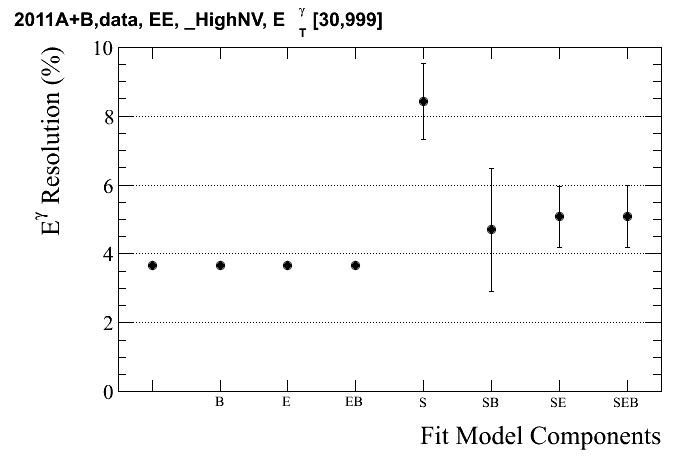 2011A+B,data, EE, _HighNV, E γ T [30,999]
Eγ Resolution (%)
10
8
6
4
2
0
B E EB S SB SE SEB
Fit Model Components